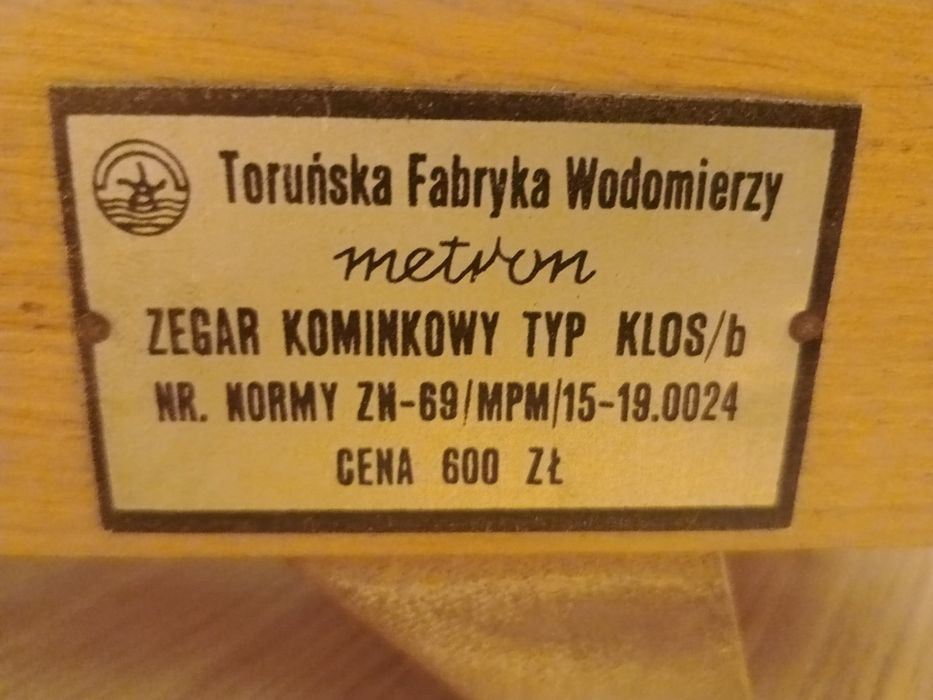 Toruńska Fabryka Wodomierzy
metron
ZEGAR KOMINKOWY TYP KLOS/b
NR. NORMY ZN-69/MPM/15-19.0024
CENA 600 ZŁ